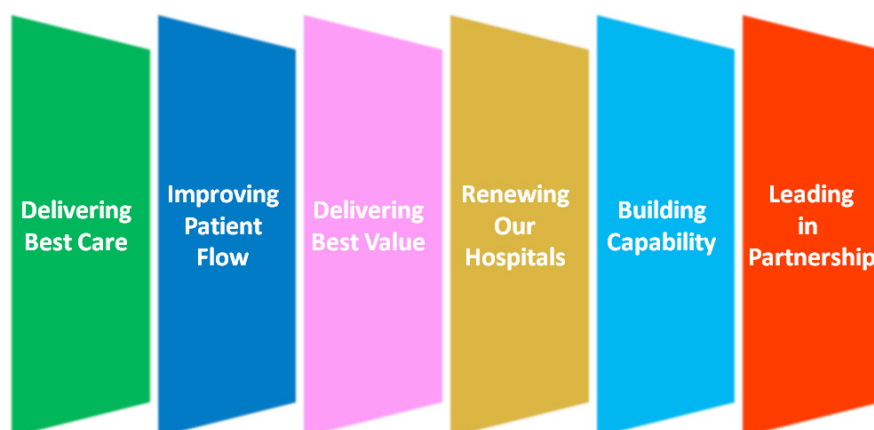 Delivering
Best Care
Improving
Patient
Flow
Delivering
Best Value
Renewing
Our
Hospitals
Building
Capability
Leading
in
Partnership